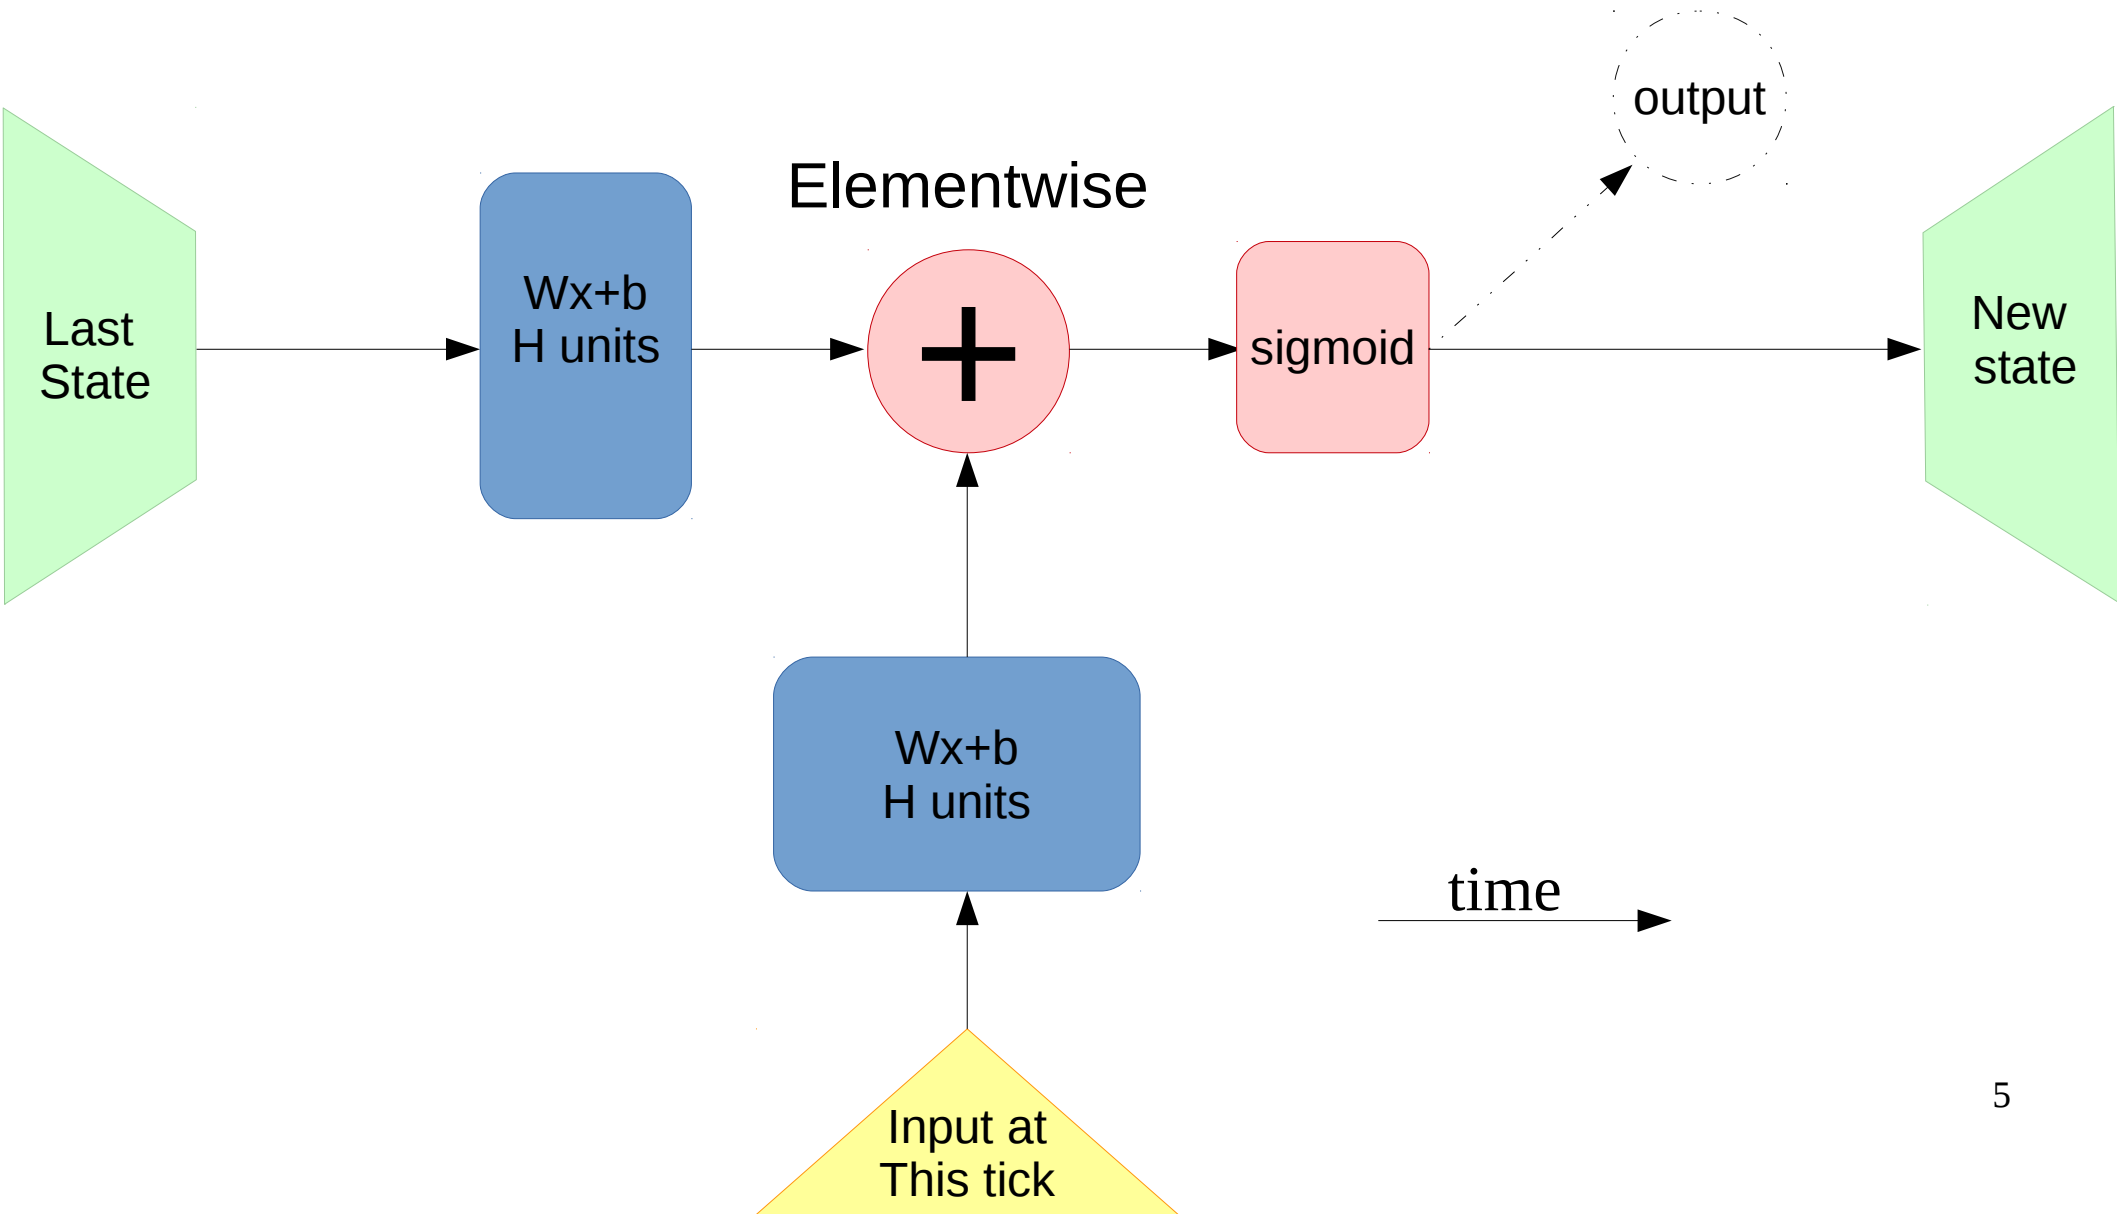 output
Elementwise
Last
State
Wx+b
H units
+
sigmoid
New
state
Wx+b
H units
time
Input at
This tick
5